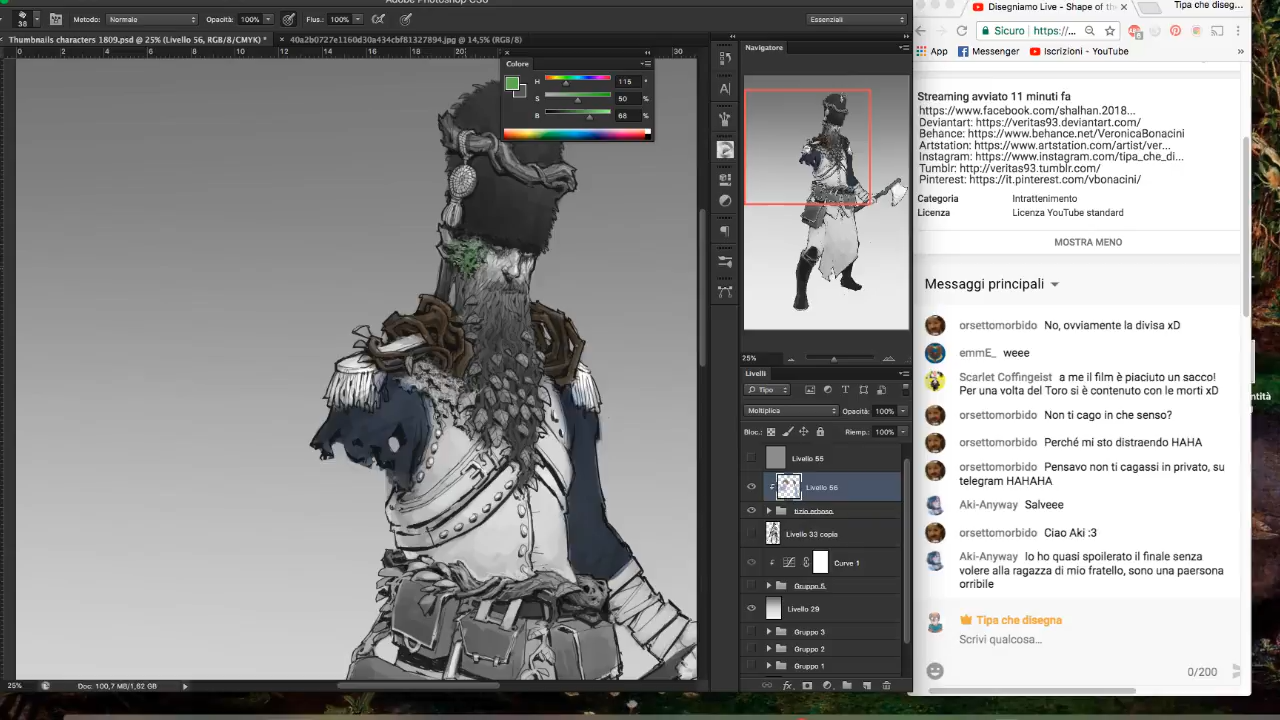 Adobe Photoshop CS6
38
Modo: Normale
Opacità: 100%
Flus.: 100%
Essenziali
Thumbnails characters 1809.psd @ 25% (Livello 56, RGB/8/CMYK) *
40a2b0727e1160d30a434cbf81327894.jpg @ 14,5% (RGB/8)
Colore
H 115 °
S 50 %
B 68 %
Navigatore
25%
Livelli
Tipo
Moltiplica
Opacità: 100%
Bloc.:
Riemp.: 100%
Livello 55
Livello 56
tizio erboso
Livello 33 copia
Curve 1
Gruppo 5
Livello 29
Gruppo 3
Gruppo 2
Gruppo 1
25%
Doc: 100,7 MB/1,62 GB
Disegniamo Live - Shape of th
Tipa che diseg...
Sicuro https://...
App
Messenger
Iscrizioni - YouTube
Streaming avviato 11 minuti fa
https://www.facebook.com/shalhan.2018...
Deviantart: https://veritas93.deviantart.com/
Behance: https://www.behance.net/VeronicaBonacini
Artstation: https://www.artstation.com/artist/ver...
Instagram: https://www.instagram.com/tipa_che_di...
Tumblr: http://veritas93.tumblr.com/
Pinterest: https://it.pinterest.com/vbonacini/
Categoria Intrattenimento
Licenza Licenza YouTube standard
MOSTRA MENO
Messaggi principali
orsettomorbido No, ovviamente la divisa xD
emmE_ weee
Scarlet Coffingeist a me il film è piaciuto un sacco!
Per una volta del Toro si è contenuto con le morti xD
orsettomorbido Non ti cago in che senso?
orsettomorbido Perché mi sto distraendo HAHA
orsettomorbido Pensavo non ti cagassi in privato, su
telegram HAHAHA
Aki-Anyway Salveee
orsettomorbido Ciao Aki :3
Aki-Anyway Io ho quasi spoilerato il finale senza
volere alla ragazza di mio fratello, sono una paersona
orribile
Tipa che disegna
Scrivi qualcosa...
0/200